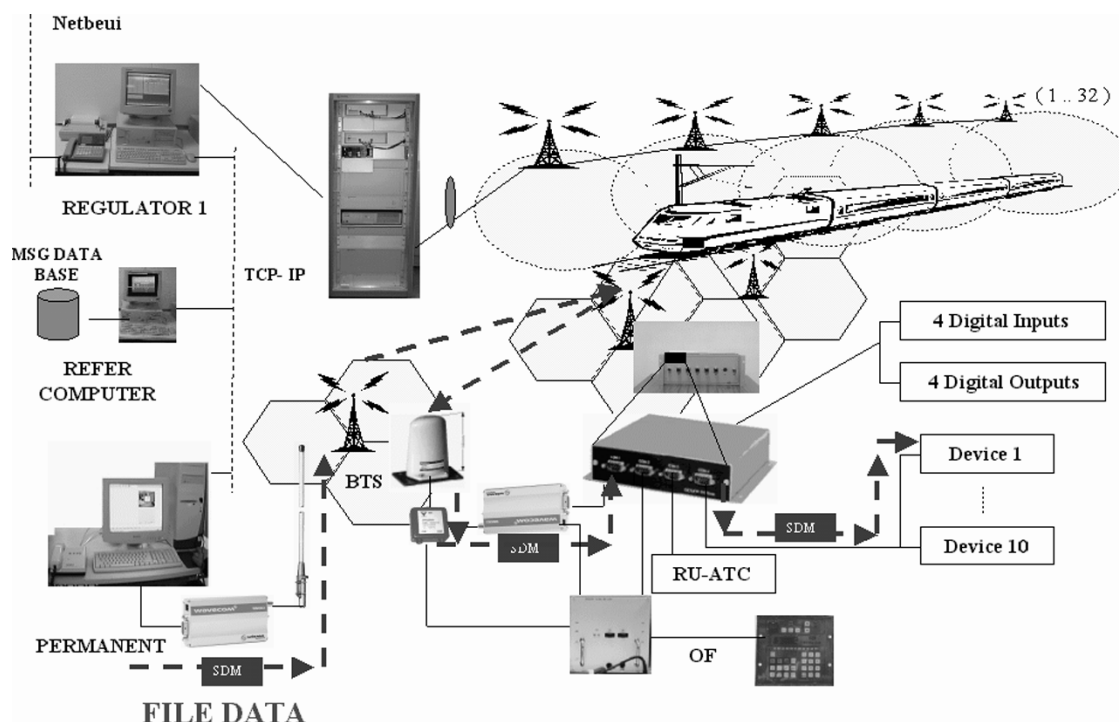 Netbeui
(1 .. 32)
REGULATOR 1
MSG DATA
BASE
TCP- IP
REFER
COMPUTER
4 Digital Inputs
4 Digital Outputs
BTS
Device 1
SDM
SDM
Device 10
RU-ATC
WAVECOM
PERMANENT
SDM
OF
FILE DATA